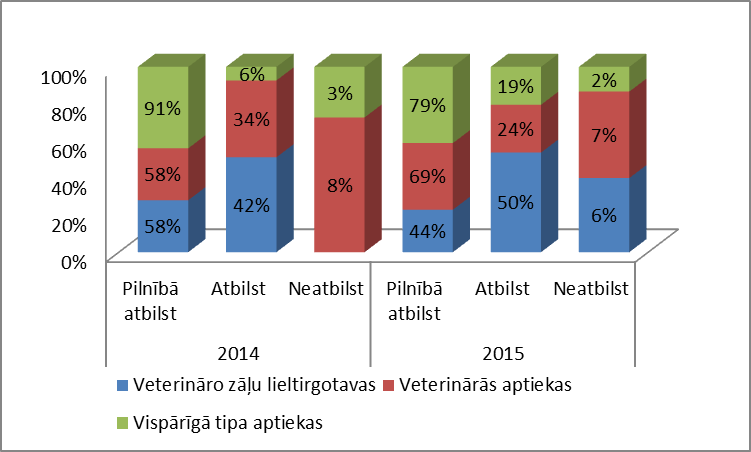 100%
80%
60%
40%
20%
0%
91% 6% 3% 79% 19% 2%
58% 34% 8% 69% 24% 7%
58% 42% 44% 50% 6%
Pilnībā atbilst
Atbilst
Neatbilst
Pilnībā atbilst
Atbilst
Neatbilst
2014 2015
Veterināro zāļu lieltirgotavas Veterinārās aptiekas
Vispārīgā tipa aptiekas